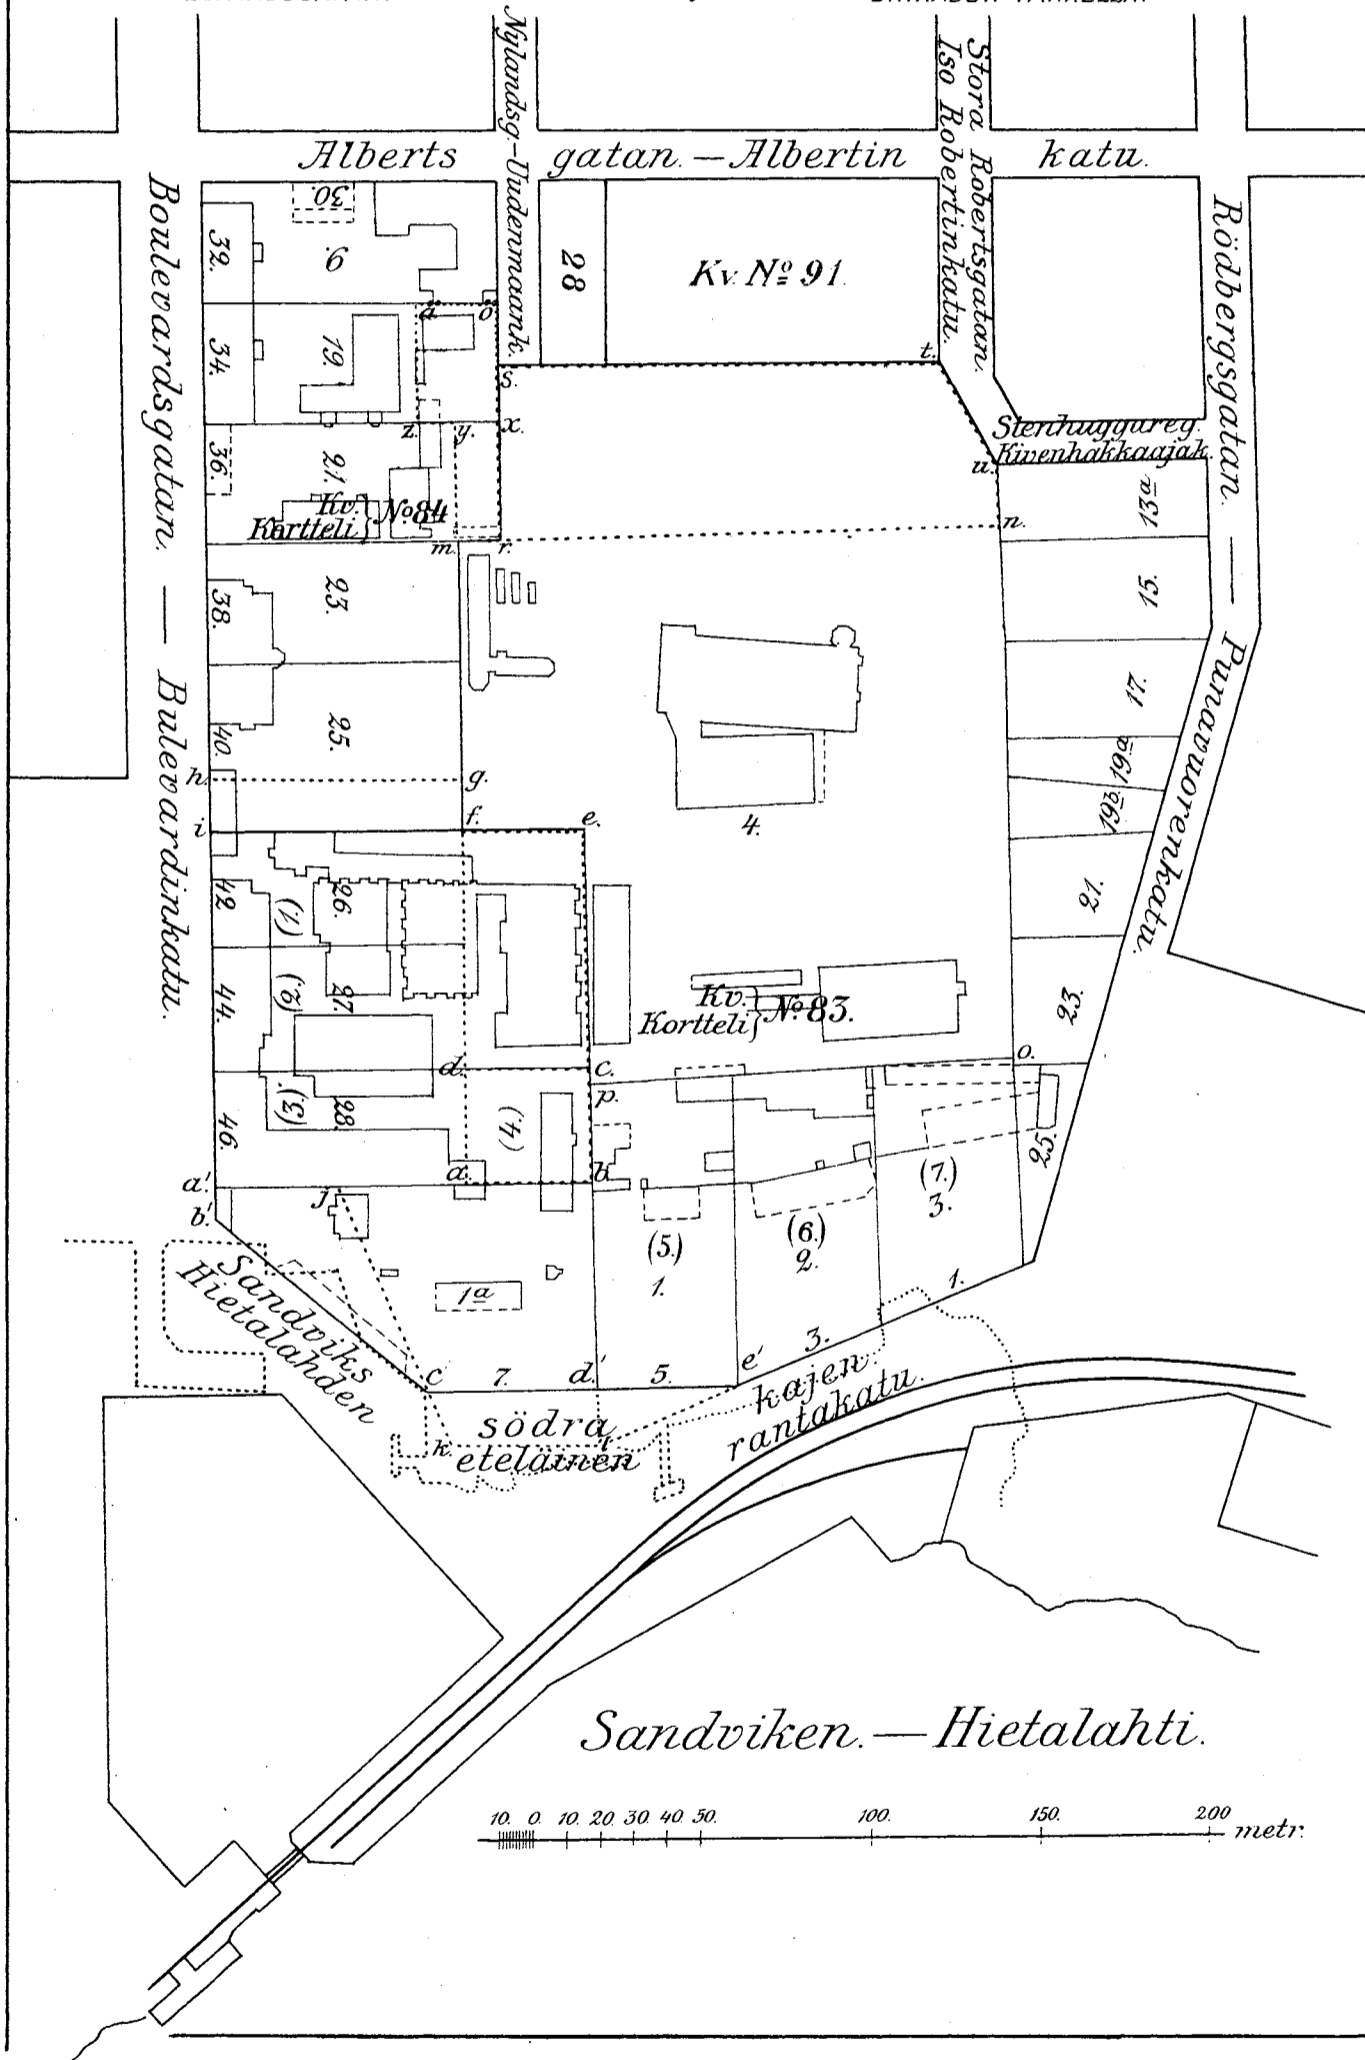 Nylandsg.-Uudenmaank.
Stora Robertsgatan.
Iso Robertinkatu.
Alberts gatan. — Albertin katu.
Boulevardsgatan. — Bulevardinkatu.
Rödbergsgatan. — Punavuorenkatu.
30.
32.
9.
28
Kv. No 91.
a o
34.
19.
s.
t.
z. y. x.
Stenhuggareg.
Kivenhakkaajak.
u.
36.
21.
Kv.
Kortteli } No 84
13a
n.
m. r.
38.
23.
15.
17.
40.
25.
19a
h. g.
19b.
i f. e.
4.
42
(1.)
26.
21.
44.
(2.)
27.
Kv.
Kortteli } No 83.
23.
o.
d. c.
p.
46.
(3.)
28.
(4.)
25.
a'. a. b.
(7.)
3.
b'. j.
(5.)
1.
(6.)
2.
1a
1.
Sandviks
Hietalahden
c' 7. d'. 5. e' 3.
kajen.
rantakatu.
södra
eteläinen
k. l
Sandviken. — Hietalahti.
10. 0. 10. 20. 30. 40. 50. 100. 150. 200
metr.